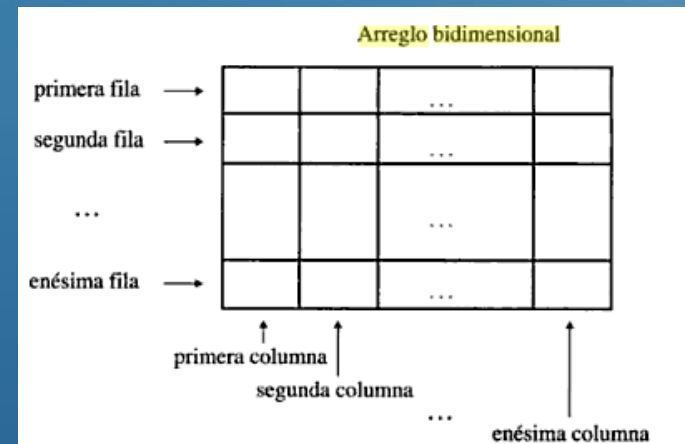 Arreglo bidimensional
primera fila
...
segunda fila
...
...
...
enésima fila
...
primera columna
segunda columna
...
enésima columna